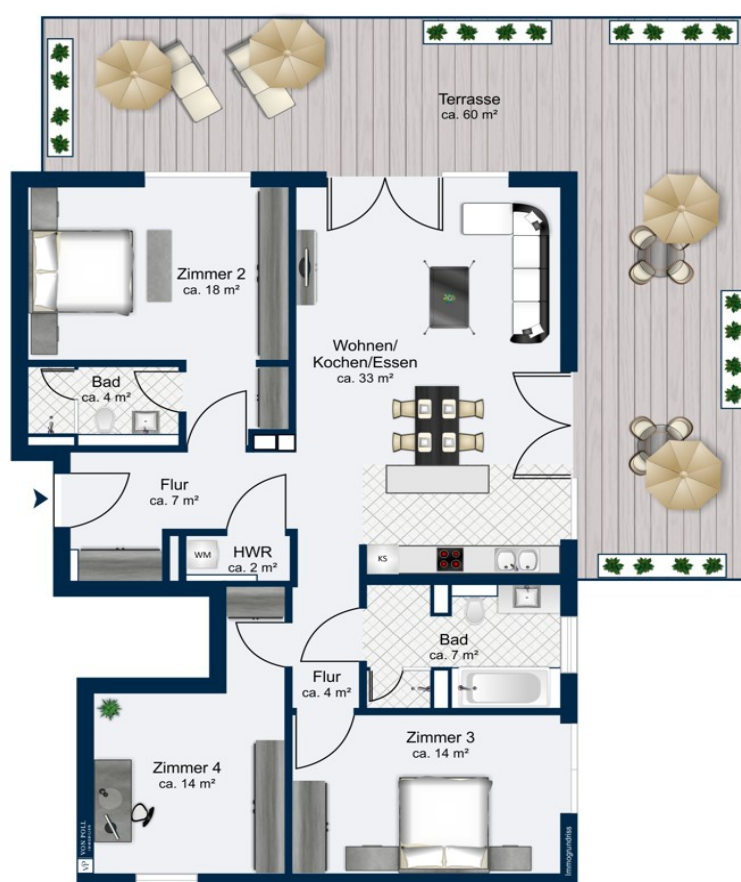 Terrasse
ca. 60 m²
Zimmer 2
ca. 18 m²
Wohnen/
Kochen/Essen
ca. 33 m²
Bad
ca. 4 m²
Flur
ca. 7 m²
WM
HWR
ca. 2 m²
KS
Bad
ca. 7 m²
Flur
ca. 4 m²
Zimmer 3
ca. 14 m²
Zimmer 4
ca. 14 m²
VP
VON POLL
IMMOBILIEN
Immogrundriss